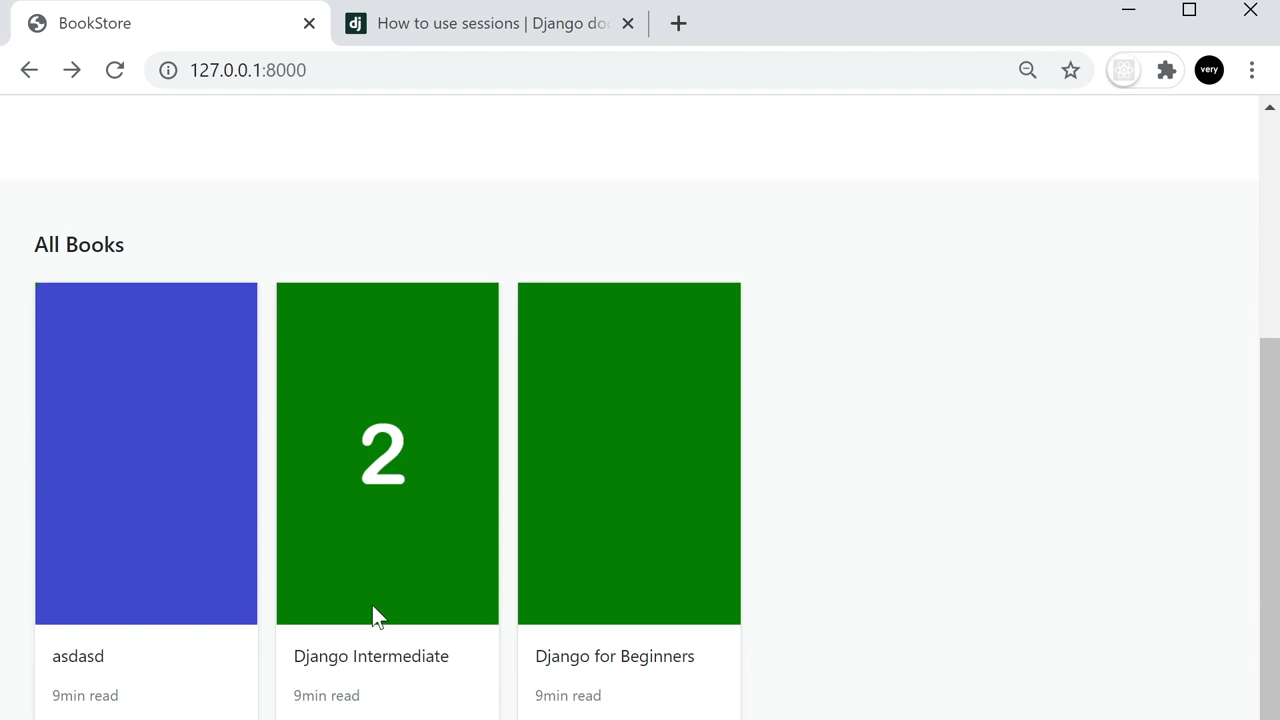 BookStore
How to use sessions | Django doc
127.0.0.1:8000
very
All Books
2
asdasd
Django Intermediate
Django for Beginners
9min read
9min read
9min read